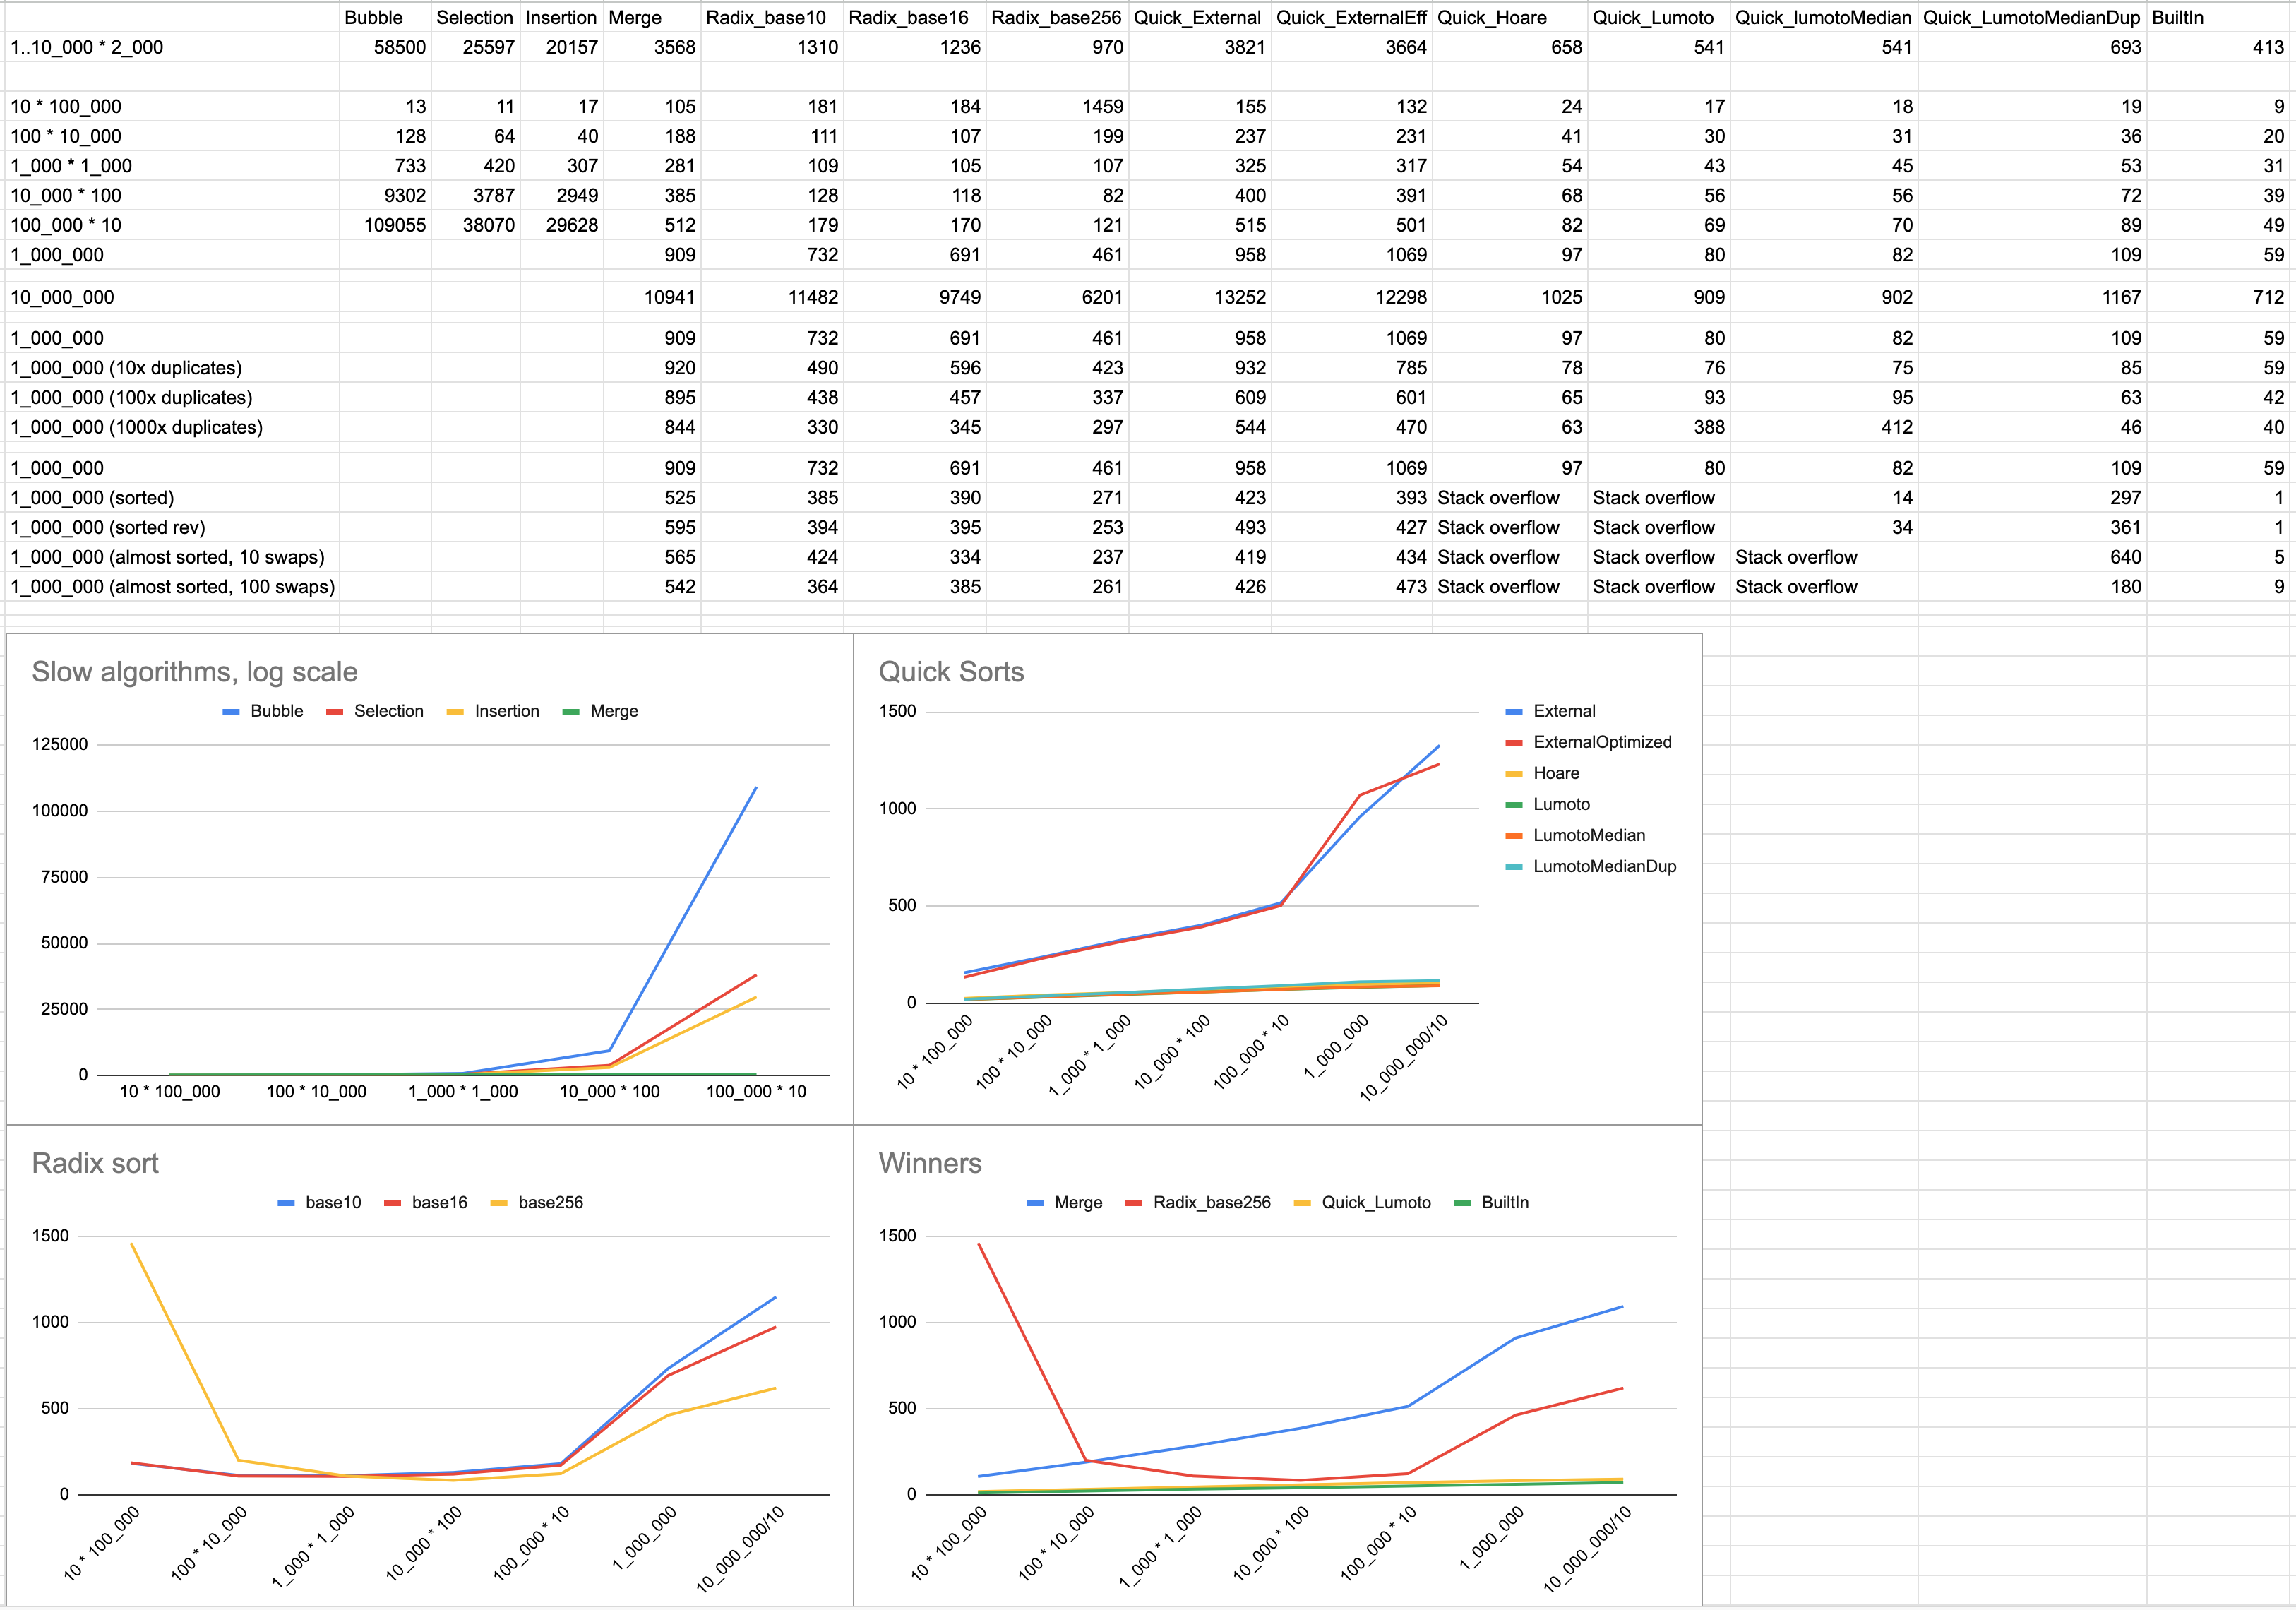 Bubble Selection Insertion Merge Radix_base10 Radix_base16 Radix_base256 Quick_External Quick_ExternalEff Quick_Hoare Quick_Lumoto Quick_lumotoMedian Quick_LumotoMedianDup BuiltIn
1..10_000 * 2_000 58500 25597 20157 3568 1310 1236 970 3821 3664 658 541 541 693 413
10 * 100_000 13 11 17 105 181 184 1459 155 132 24 17 18 19 9
100 * 10_000 128 64 40 188 111 107 199 237 231 41 30 31 36 20
1_000 * 1_000 733 420 307 281 109 105 107 325 317 54 43 45 53 31
10_000 * 100 9302 3787 2949 385 128 118 82 400 391 68 56 56 72 39
100_000 * 10 109055 38070 29628 512 179 170 121 515 501 82 69 70 89 49
1_000_000 909 732 691 461 958 1069 97 80 82 109 59
10_000_000 10941 11482 9749 6201 13252 12298 1025 909 902 1167 712
1_000_000 909 732 691 461 958 1069 97 80 82 109 59
1_000_000 (10x duplicates) 920 490 596 423 932 785 78 76 75 85 59
1_000_000 (100x duplicates) 895 438 457 337 609 601 65 93 95 63 42
1_000_000 (1000x duplicates) 844 330 345 297 544 470 63 388 412 46 40
1_000_000 909 732 691 461 958 1069 97 80 82 109 59
1_000_000 (sorted) 525 385 390 271 423 393 Stack overflow Stack overflow 14 297 1
1_000_000 (sorted rev) 595 394 395 253 493 427 Stack overflow Stack overflow 34 361 1
1_000_000 (almost sorted, 10 swaps) 565 424 334 237 419 434 Stack overflow Stack overflow Stack overflow 640 5
1_000_000 (almost sorted, 100 swaps) 542 364 385 261 426 473 Stack overflow Stack overflow Stack overflow 180 9
Slow algorithms, log scale
Bubble Selection Insertion Merge
125000
100000
75000
50000
25000
0
10 * 100_000 100 * 10_000 1_000 * 1_000 10_000 * 100 100_000 * 10
Quick Sorts
1500
1000
500
0
External
ExternalOptimized
Hoare
Lumoto
LumotoMedian
LumotoMedianDup
10 * 100_000 100 * 10_000 1_000 * 1_000 10_000 * 100 100_000 * 10 1_000_000 10_000_000/10
Radix sort
base10 base16 base256
1500
1000
500
0
10 * 100_000 100 * 10_000 1_000 * 1_000 10_000 * 100 100_000 * 10 1_000_000 10_000_000/10
Winners
Merge Radix_base256 Quick_Lumoto BuiltIn
1500
1000
500
0
10 * 100_000 100 * 10_000 1_000 * 1_000 10_000 * 100 100_000 * 10 1_000_000 10_000_000/10